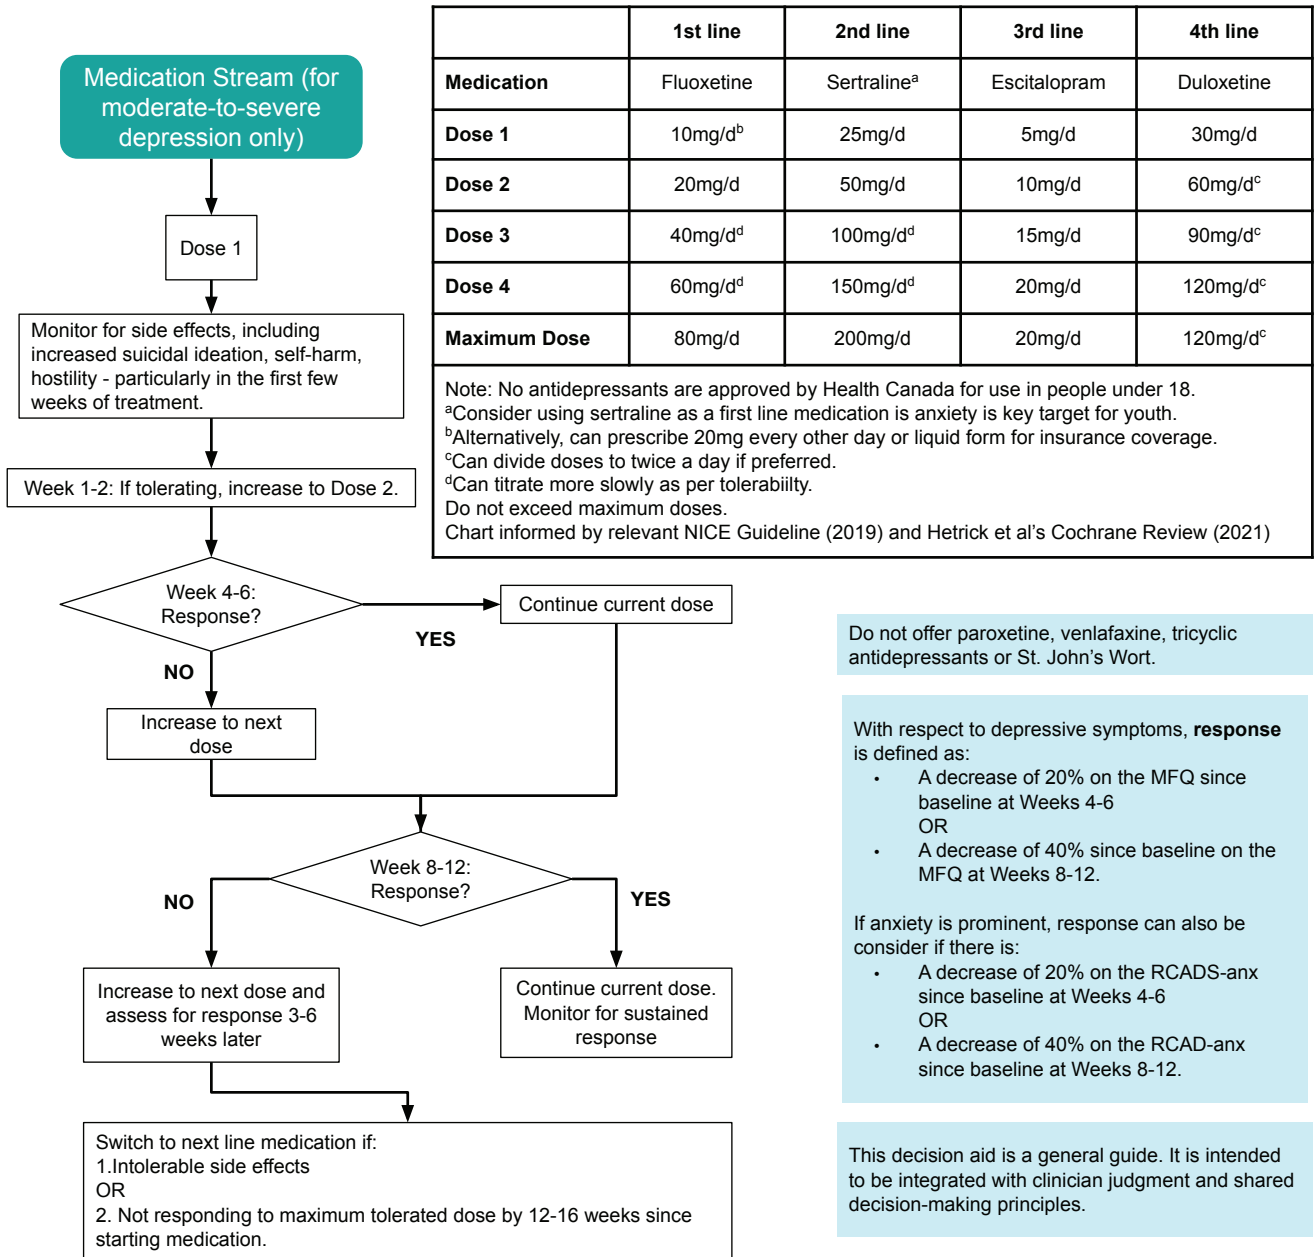 Medication Stream (for
moderate-to-severe
depression only)
Dose 1
Monitor for side effects, including
increased suicidal ideation, self-harm,
hostility - particularly in the first few
weeks of treatment.
Week 1-2: If tolerating, increase to Dose 2.
Week 4-6:
Response?
YES
Continue current dose
NO
Increase to next
dose
Week 8-12:
Response?
NO
YES
Increase to next dose and
assess for response 3-6
weeks later
Continue current dose.
Monitor for sustained
response
Switch to next line medication if:
1.Intolerable side effects
OR
2. Not responding to maximum tolerated dose by 12-16 weeks since
starting medication.
1st line 2nd line 3rd line 4th line
Medication Fluoxetine Sertralineᵃ Escitalopram Duloxetine
Dose 1 10mg/dᵇ 25mg/d 5mg/d 30mg/d
Dose 2 20mg/d 50mg/d 10mg/d 60mg/dᶜ
Dose 3 40mg/dᵈ 100mg/dᵈ 15mg/d 90mg/dᶜ
Dose 4 60mg/dᵈ 150mg/dᵈ 20mg/d 120mg/dᶜ
Maximum Dose 80mg/d 200mg/d 20mg/d 120mg/dᶜ
Note: No antidepressants are approved by Health Canada for use in people under 18.
ᵃConsider using sertraline as a first line medication is anxiety is key target for youth.
ᵇAlternatively, can prescribe 20mg every other day or liquid form for insurance coverage.
ᶜCan divide doses to twice a day if preferred.
ᵈCan titrate more slowly as per tolerabiilty.
Do not exceed maximum doses.
Chart informed by relevant NICE Guideline (2019) and Hetrick et al's Cochrane Review (2021)
Do not offer paroxetine, venlafaxine, tricyclic
antidepressants or St. John's Wort.
With respect to depressive symptoms, response
is defined as:
• A decrease of 20% on the MFQ since
baseline at Weeks 4-6
OR
• A decrease of 40% since baseline on the
MFQ at Weeks 8-12.
If anxiety is prominent, response can also be
consider if there is:
• A decrease of 20% on the RCADS-anx
since baseline at Weeks 4-6
OR
• A decrease of 40% on the RCAD-anx
since baseline at Weeks 8-12.
This decision aid is a general guide. It is intended
to be integrated with clinician judgment and shared
decision-making principles.